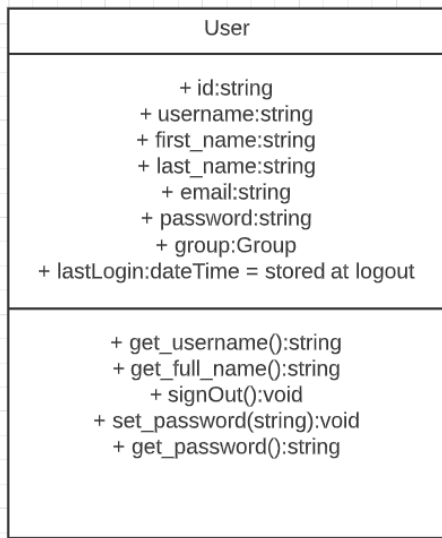 User
+ id:string
+ username:string
+ first_name:string
+ last_name:string
+ email:string
+ password:string
+ group:Group
+ lastLogin:dateTime = stored at logout
+ get_username():string
+ get_full_name():string
+ signOut():void
+ set_password(string):void
+ get_password():string